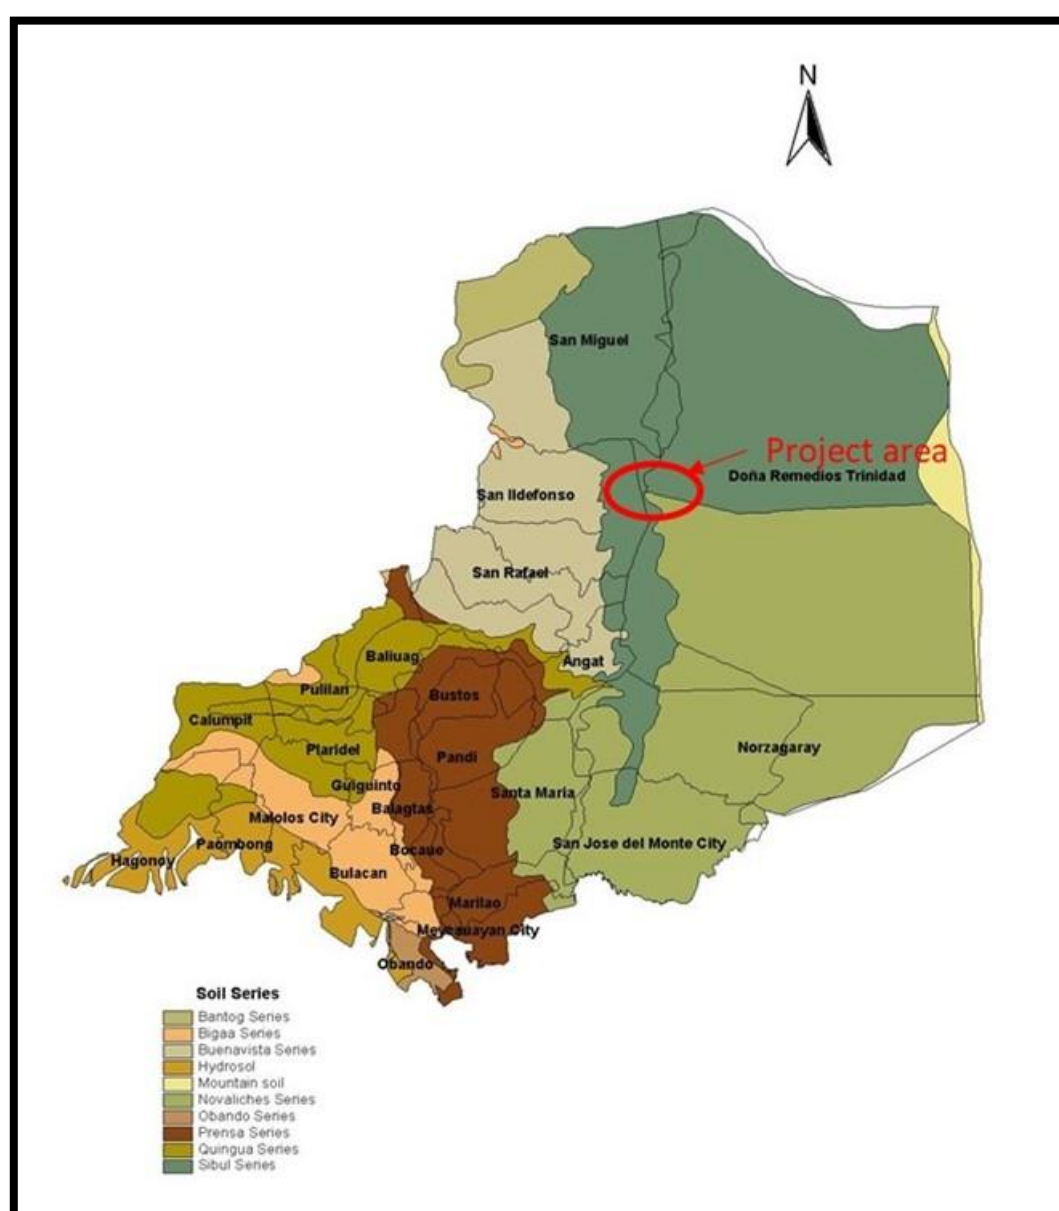 N
San Miguel
Project area
Doña Remedios Trinidad
San Ildefonso
San Rafael
Angat
Baliuag
Pulilan
Bustos
Calumpit
Plaridel
Norzagaray
Pandi
Guiguinto
Santa Maria
Balagtas
Malolos City
Paombong
Bocaue
San Jose del Monte City
Hagonoy
Bulacan
Marilao
Meycauayan City
Obando
Soil Series
Bantog Series
Bigaa Series
Buenavista Series
Hydrosol
Mountain soil
Novaliches Series
Obando Series
Prensa Series
Quingua Series
Sibul Series